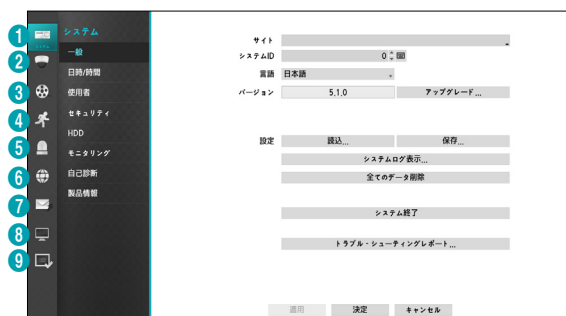 1
システム
2
一般
日時/時間
3
使用者
4
セキュリティ
HDD
5
モニタリング
6
自己診断
製品情報
7
8
9
サイト
システムID 0
言語 日本語
バージョン 5.1.0 アップグレード...
設定 読込... 保存...
システムログ表示...
全てのデータ削除
システム終了
トラブル・シューティングレポート...
適用 決定 キャンセル